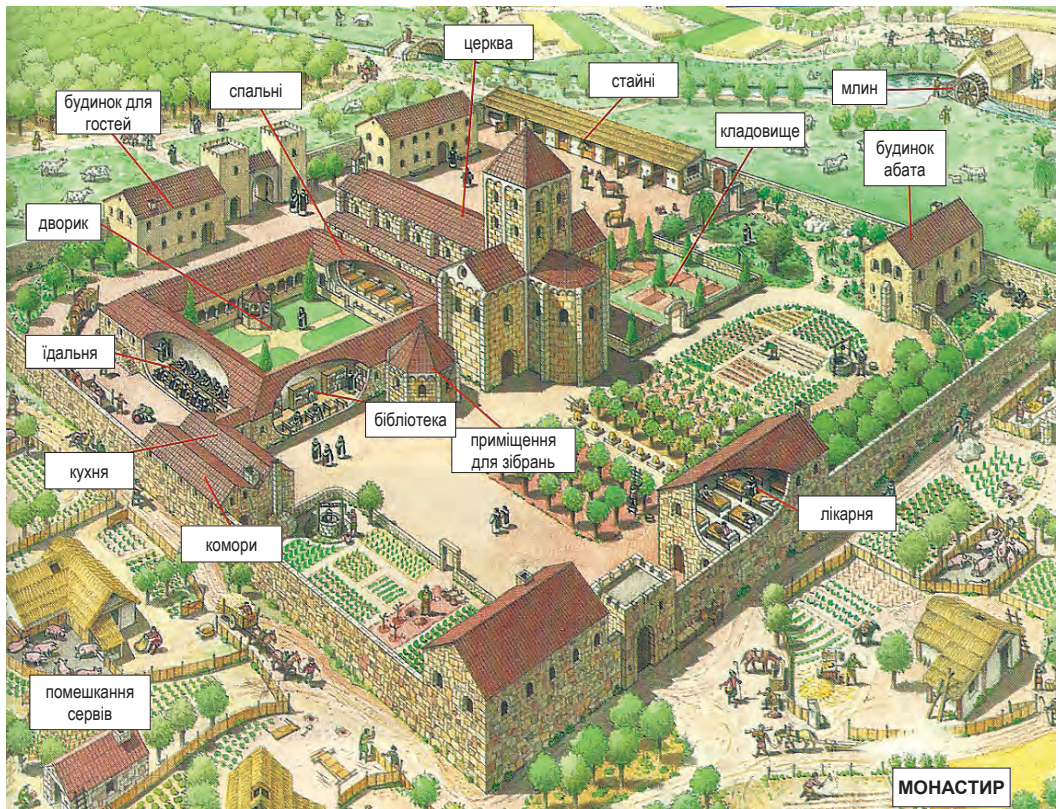 церква
стайні
млин
спальні
будинок для
гостей
кладовище
будинок
абата
дворик
їдальня
бібліотека
приміщення
для зібрань
кухня
лікарня
комори
помешкання
сервів
МОНАСТИР